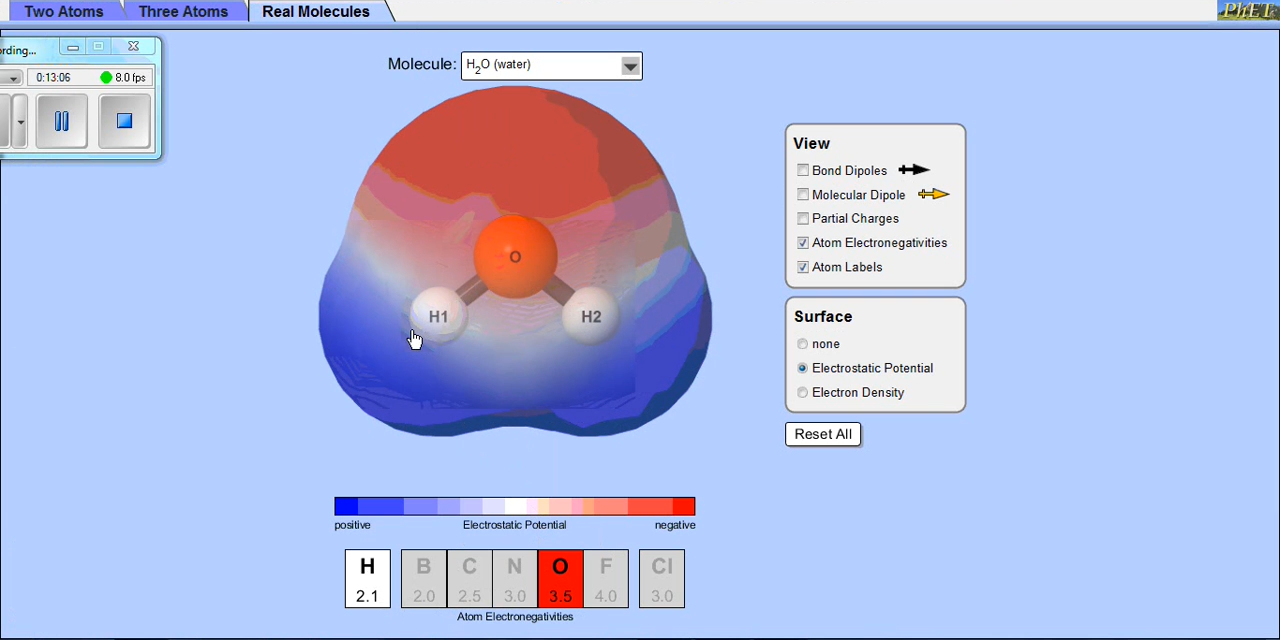 Two Atoms
Three Atoms
Real Molecules
PhET
rding...
0:13:06
8.0 fps
Molecule:
H2O (water)
O
H1
H2
View
Bond Dipoles
Molecular Dipole
Partial Charges
Atom Electronegativities
Atom Labels
Surface
none
Electrostatic Potential
Electron Density
Reset All
positive
Electrostatic Potential
negative
H
B
C
N
O
F
Cl
2.1
2.0
2.5
3.0
3.5
4.0
3.0
Atom Electronegativities